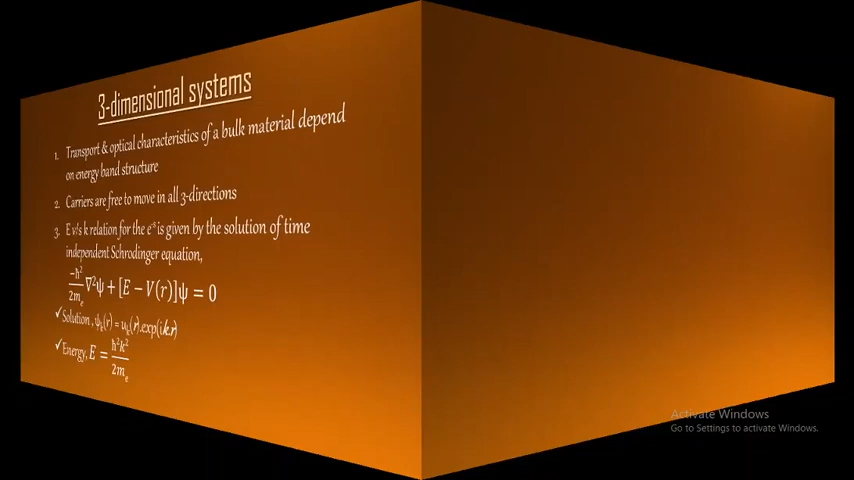 3-dimensional systems
1. Transport & optical characteristics of a bulk material depend
on energy band structure
2. Carriers are free to move in all 3-directions
3. E v/s k relation for the e⁻ˢ is given by the solution of time
independent Schrodinger equation,
−ħ²/2mₑ ∇²ψ + [E − V(r)]ψ = 0
✓Solution, ψₖ(r) = uₖ(r).exp(ik.r)
✓Energy, E = ħ²k²/2mₑ
Activate Windows
Go to Settings to activate Windows.